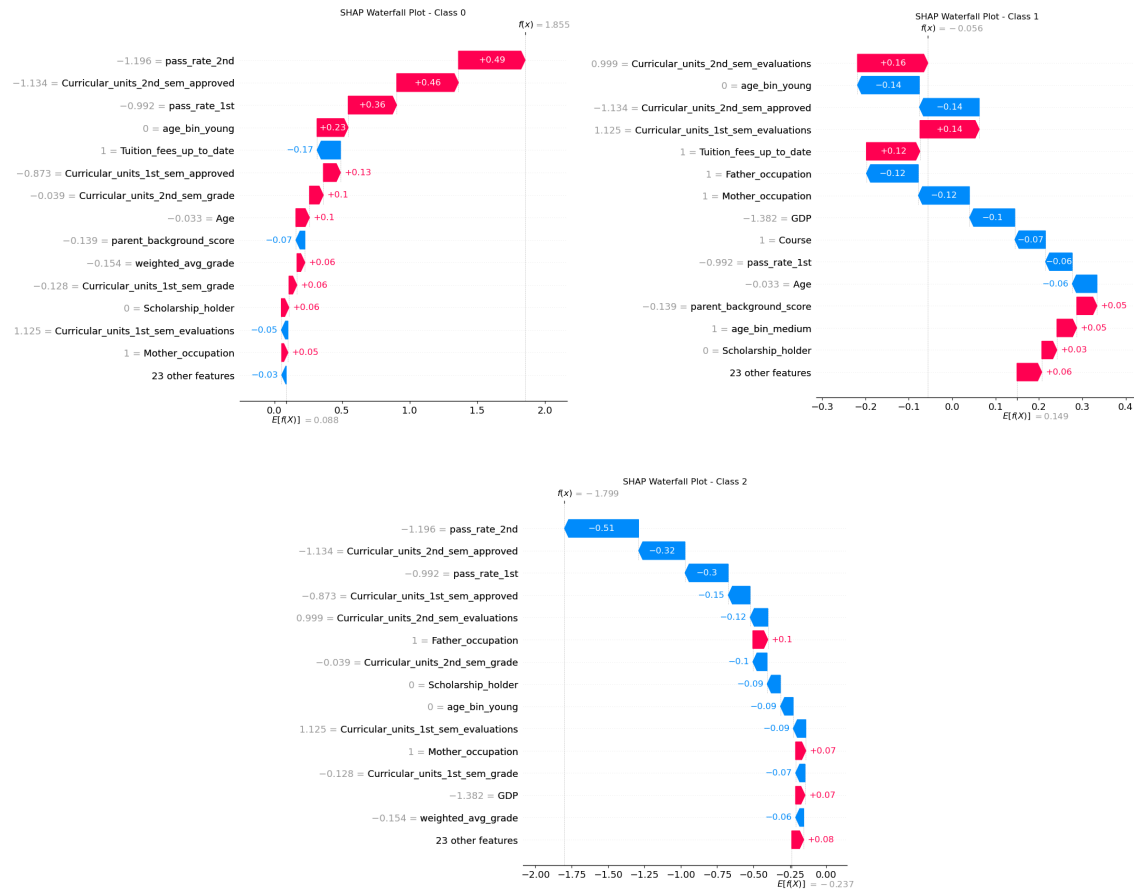 SHAP Waterfall Plot - Class 0
f(x) = 1.855
−1.196 = pass_rate_2nd +0.49
−1.134 = Curricular_units_2nd_sem_approved +0.46
−0.992 = pass_rate_1st +0.36
0 = age_bin_young +0.23
1 = Tuition_fees_up_to_date −0.17
−0.873 = Curricular_units_1st_sem_approved +0.13
−0.039 = Curricular_units_2nd_sem_grade +0.1
−0.033 = Age +0.1
−0.139 = parent_background_score −0.07
−0.154 = weighted_avg_grade +0.06
−0.128 = Curricular_units_1st_sem_grade +0.06
0 = Scholarship_holder +0.06
1.125 = Curricular_units_1st_sem_evaluations −0.05
1 = Mother_occupation +0.05
23 other features −0.03
0.0 0.5 1.0 1.5 2.0
E[f(X)] = 0.088
SHAP Waterfall Plot - Class 1
f(x) = −0.056
0.999 = Curricular_units_2nd_sem_evaluations +0.16
0 = age_bin_young −0.14
−1.134 = Curricular_units_2nd_sem_approved −0.14
1.125 = Curricular_units_1st_sem_evaluations +0.14
1 = Tuition_fees_up_to_date +0.12
1 = Father_occupation −0.12
1 = Mother_occupation −0.12
−1.382 = GDP −0.1
1 = Course −0.07
−0.992 = pass_rate_1st −0.06
−0.033 = Age −0.06
−0.139 = parent_background_score +0.05
1 = age_bin_medium +0.05
0 = Scholarship_holder +0.03
23 other features +0.06
−0.3 −0.2 −0.1 0.0 0.1 0.2 0.3 0.4
E[f(X)] = 0.149
SHAP Waterfall Plot - Class 2
f(x) = −1.799
−1.196 = pass_rate_2nd −0.51
−1.134 = Curricular_units_2nd_sem_approved −0.32
−0.992 = pass_rate_1st −0.3
−0.873 = Curricular_units_1st_sem_approved −0.15
0.999 = Curricular_units_2nd_sem_evaluations −0.12
1 = Father_occupation +0.1
−0.039 = Curricular_units_2nd_sem_grade −0.1
0 = Scholarship_holder −0.09
0 = age_bin_young −0.09
1.125 = Curricular_units_1st_sem_evaluations −0.09
1 = Mother_occupation +0.07
−0.128 = Curricular_units_1st_sem_grade −0.07
−1.382 = GDP +0.07
−0.154 = weighted_avg_grade −0.06
23 other features +0.08
−2.00 −1.75 −1.50 −1.25 −1.00 −0.75 −0.50 −0.25 0.00
E[f(X)] = −0.237